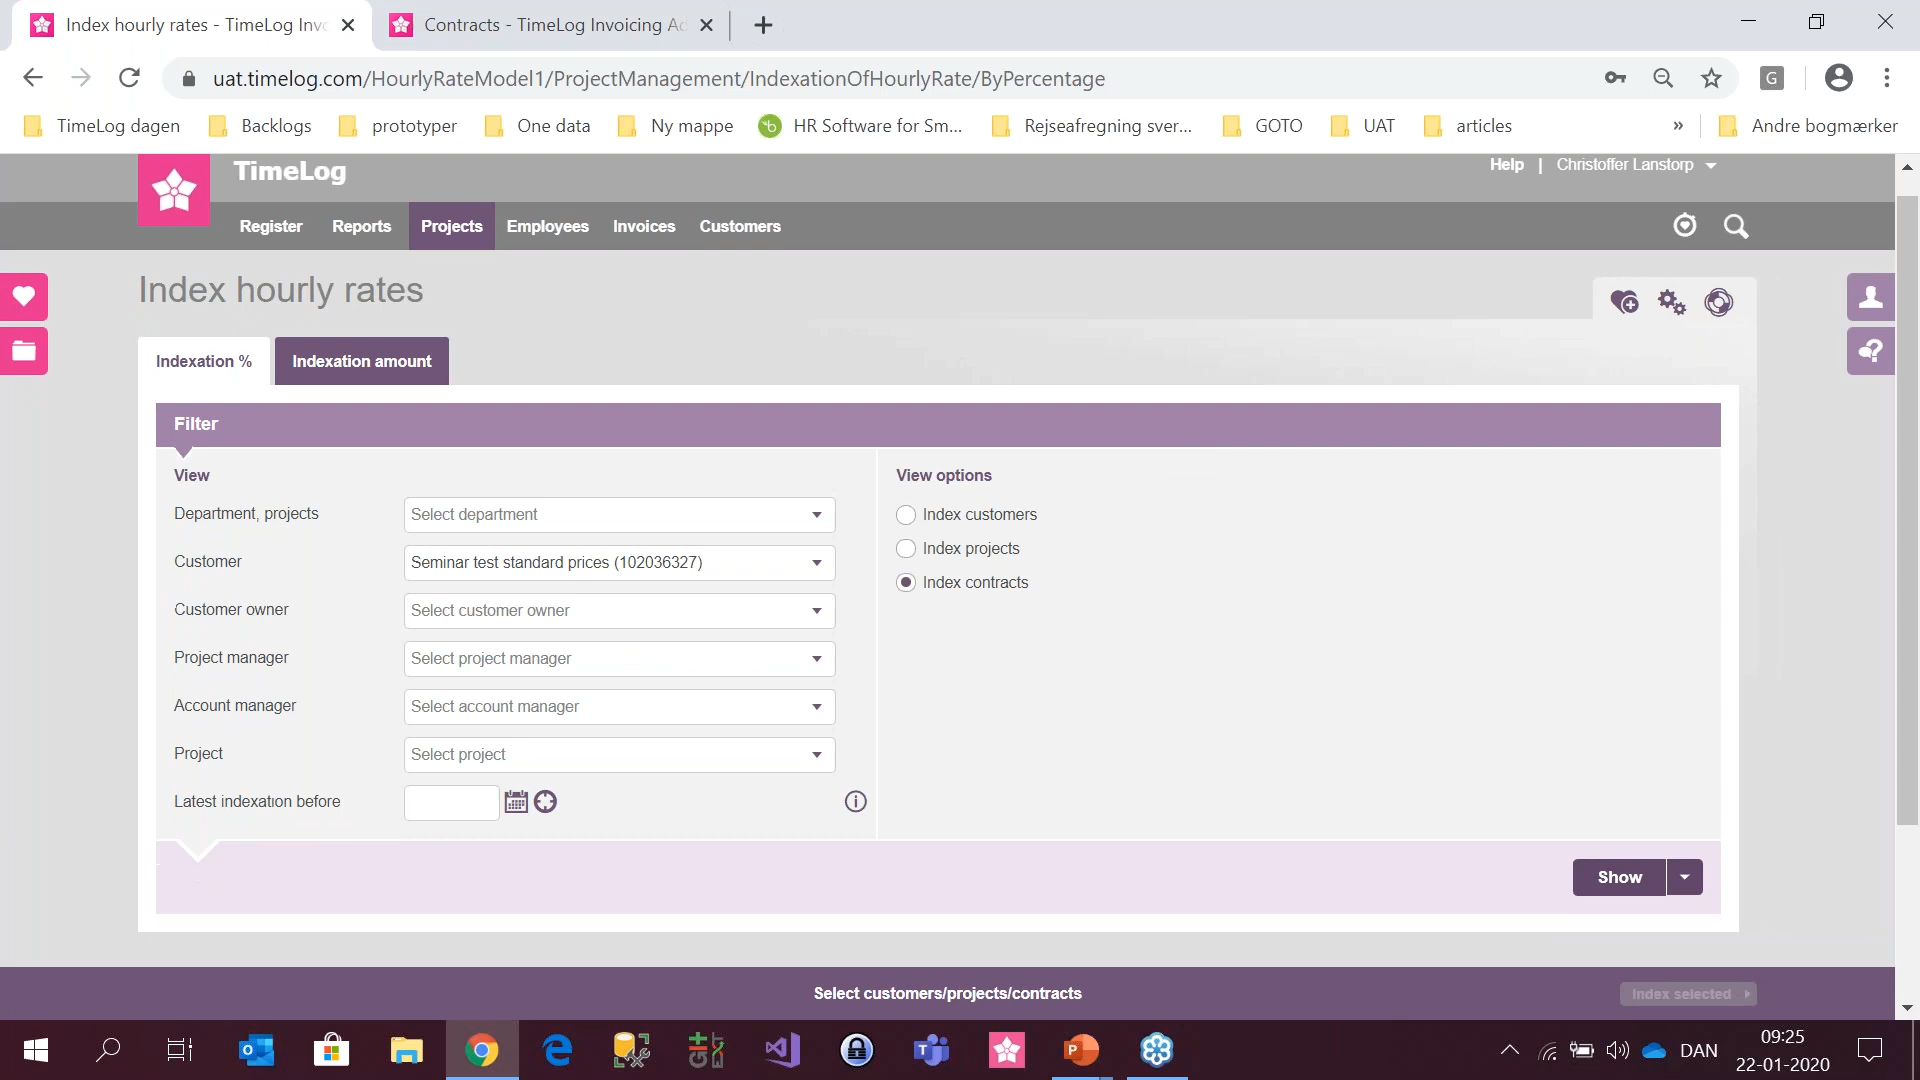 Index hourly rates - TimeLog Invo
Contracts - TimeLog Invoicing Ad
uat.timelog.com/HourlyRateModel1/ProjectManagement/IndexationOfHourlyRate/ByPercentage
G
TimeLog dagen
Backlogs
prototyper
One data
Ny mappe
HR Software for Sm...
Rejseafregning sver...
GOTO
UAT
articles
»
Andre bogmærker
TimeLog
Help | Christoffer Lanstorp
Register
Reports
Projects
Employees
Invoices
Customers
Index hourly rates
Indexation %
Indexation amount
Filter
View
View options
Department, projects
Select department
Index customers
Customer
Seminar test standard prices (102036327)
Index projects
Index contracts
Customer owner
Select customer owner
Project manager
Select project manager
Account manager
Select account manager
Project
Select project
Latest indexation before
Show
Select customers/projects/contracts
Index selected
DAN
09:25
22-01-2020